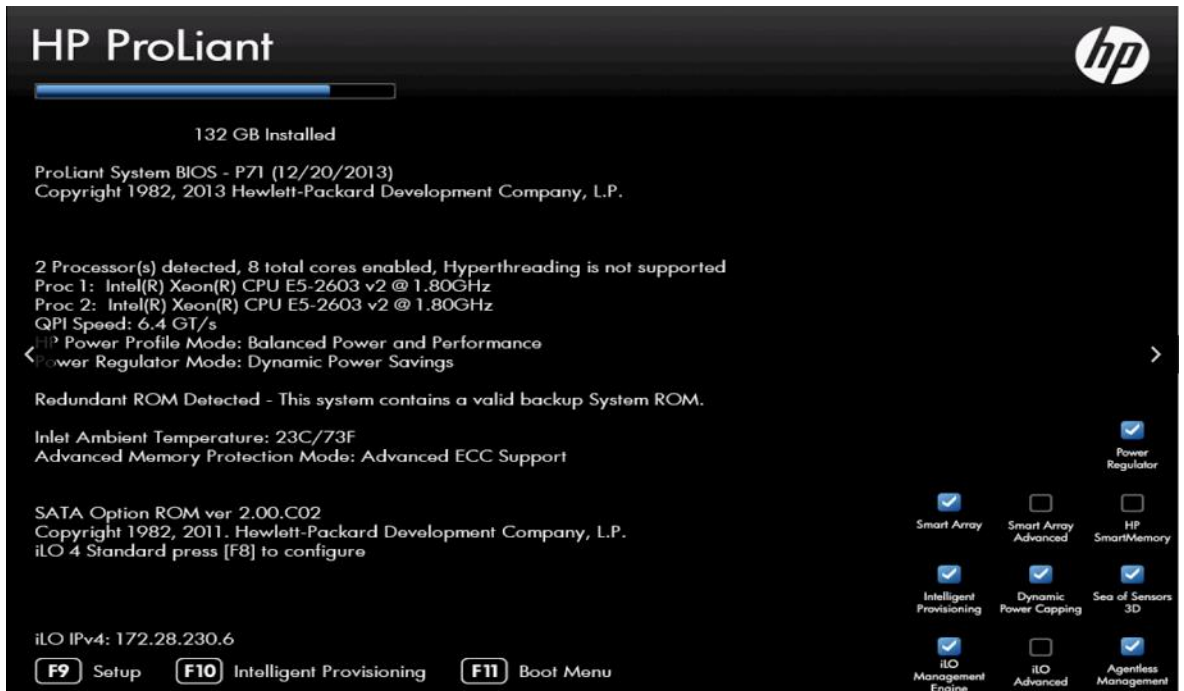 HP ProLiant
hp
132 GB Installed
ProLiant System BIOS - P71 (12/20/2013)
Copyright 1982, 2013 Hewlett-Packard Development Company, L.P.
2 Processor(s) detected, 8 total cores enabled, Hyperthreading is not supported
Proc 1: Intel(R) Xeon(R) CPU E5-2603 v2 @ 1.80GHz
Proc 2: Intel(R) Xeon(R) CPU E5-2603 v2 @ 1.80GHz
QPI Speed: 6.4 GT/s
HP Power Profile Mode: Balanced Power and Performance
Power Regulator Mode: Dynamic Power Savings
Redundant ROM Detected - This system contains a valid backup System ROM.
Inlet Ambient Temperature: 23C/73F
Advanced Memory Protection Mode: Advanced ECC Support
SATA Option ROM ver 2.00.C02
Copyright 1982, 2011. Hewlett-Packard Development Company, L.P.
iLO 4 Standard press [F8] to configure
iLO IPv4: 172.28.230.6
F9 Setup F10 Intelligent Provisioning F11 Boot Menu
Power
Regulator
Smart Array
Smart Array
Advanced
HP
SmartMemory
Intelligent
Provisioning
Dynamic
Power Capping
Sea of Sensors
3D
iLO
Management
Engine
iLO
Advanced
Agentless
Management